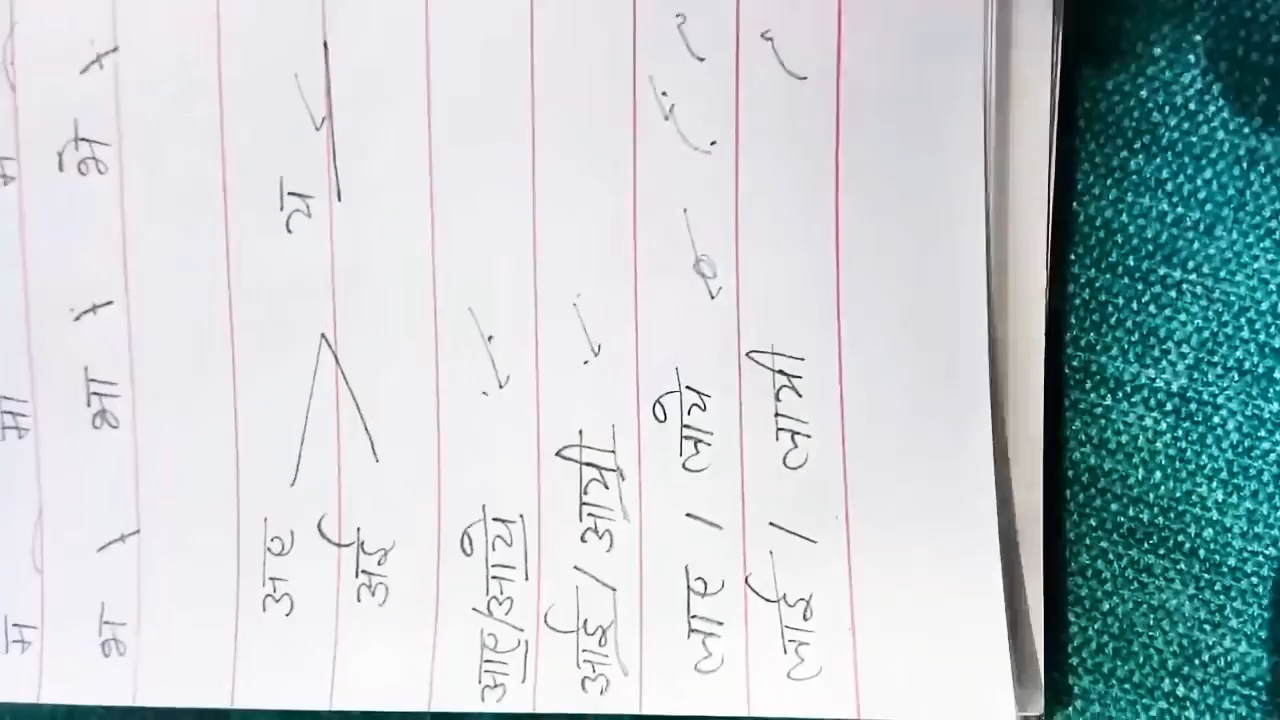 म मा
भ भा भे
अए य
अई
आए/आये
आई/आयी
लाए / लाये
लाई / लायी